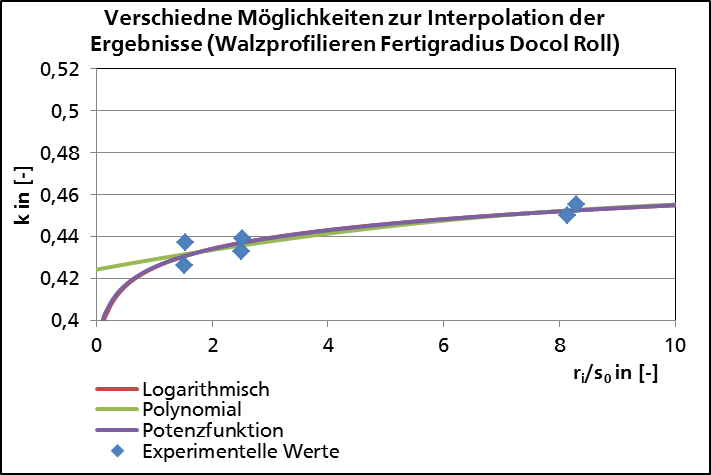 Verschiedne Möglichkeiten zur Interpolation der
Ergebnisse (Walzprofilieren Fertigradius Docol Roll)
0,52
0,5
0,48
0,46
0,44
0,42
0,4
k in [-]
0 2 4 6 8 10
ri/s0 in [-]
Logarithmisch
Polynomial
Potenzfunktion
Experimentelle Werte